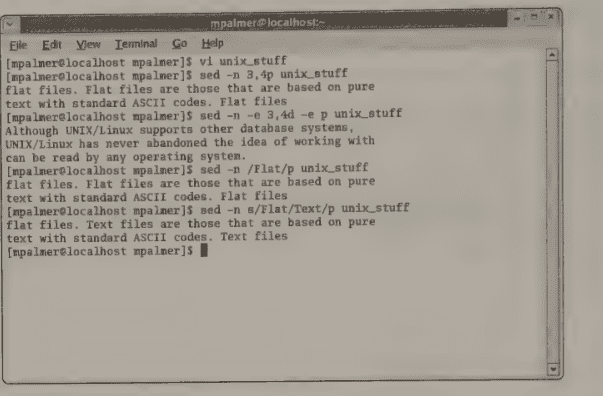 mpalmer@localhost:~
File Edit View Terminal Go Help
[mpalmer@localhost mpalmer]$ vi unix_stuff
[mpalmer@localhost mpalmer]$ sed -n 3,4p unix_stuff
flat files. Flat files are those that are based on pure
text with standard ASCII codes. Flat files
[mpalmer@localhost mpalmer]$ sed -n -e 3,4d -e p unix_stuff
Although UNIX/Linux supports other database systems,
UNIX/Linux has never abandoned the idea of working with
can be read by any operating system.
[mpalmer@localhost mpalmer]$ sed -n /Flat/p unix_stuff
flat files. Flat files are those that are based on pure
text with standard ASCII codes. Flat files
[mpalmer@localhost mpalmer]$ sed -n s/Flat/Text/p unix_stuff
flat files. Text files are those that are based on pure
text with standard ASCII codes. Text files
[mpalmer@localhost mpalmer]$